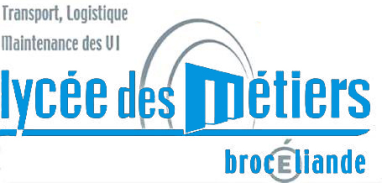 Transport, Logistique
Maintenance des VI
lycée des métiers
brocÉliande